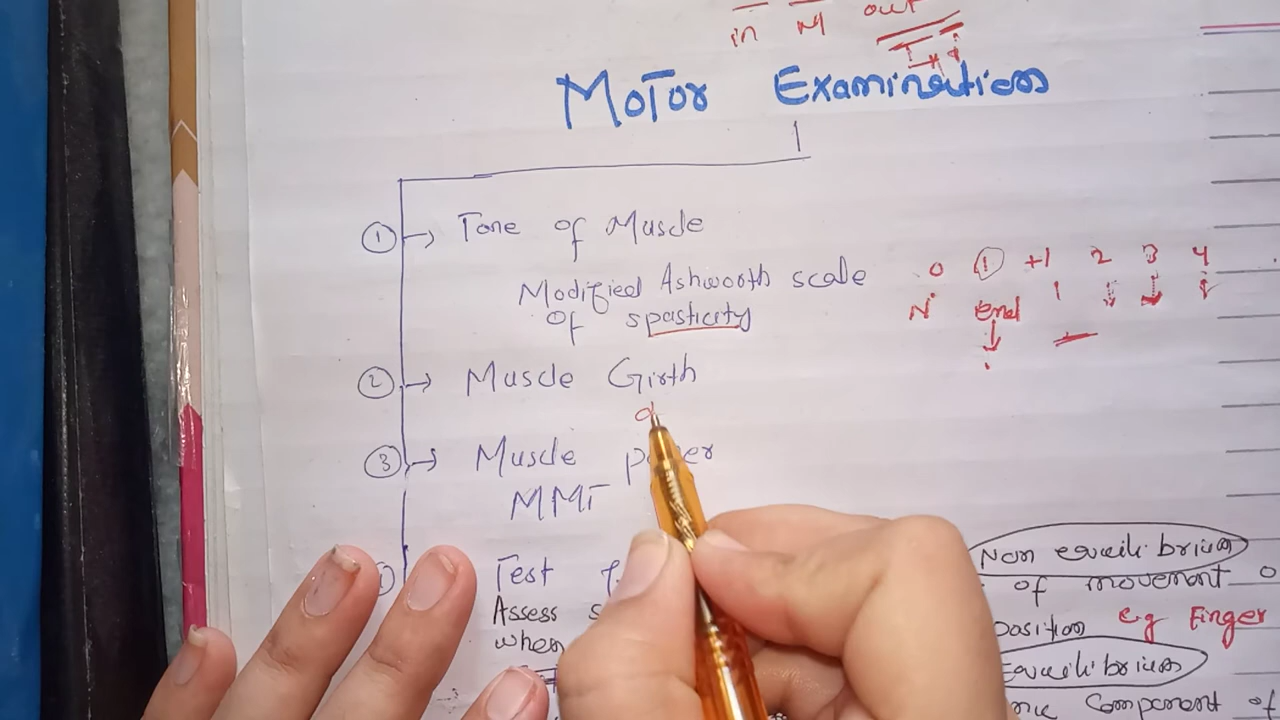 in M out
Motor Examination
① → Tone of Muscle
Modified Ashworth scale
of spasticity
0 ① +1 2 3 4
N End 1
② → Muscle Girth
③ → Muscle
MMT
Test
Assess
when
Non equilibrium
of movement
position eg Finger
Equilibrium
Component of